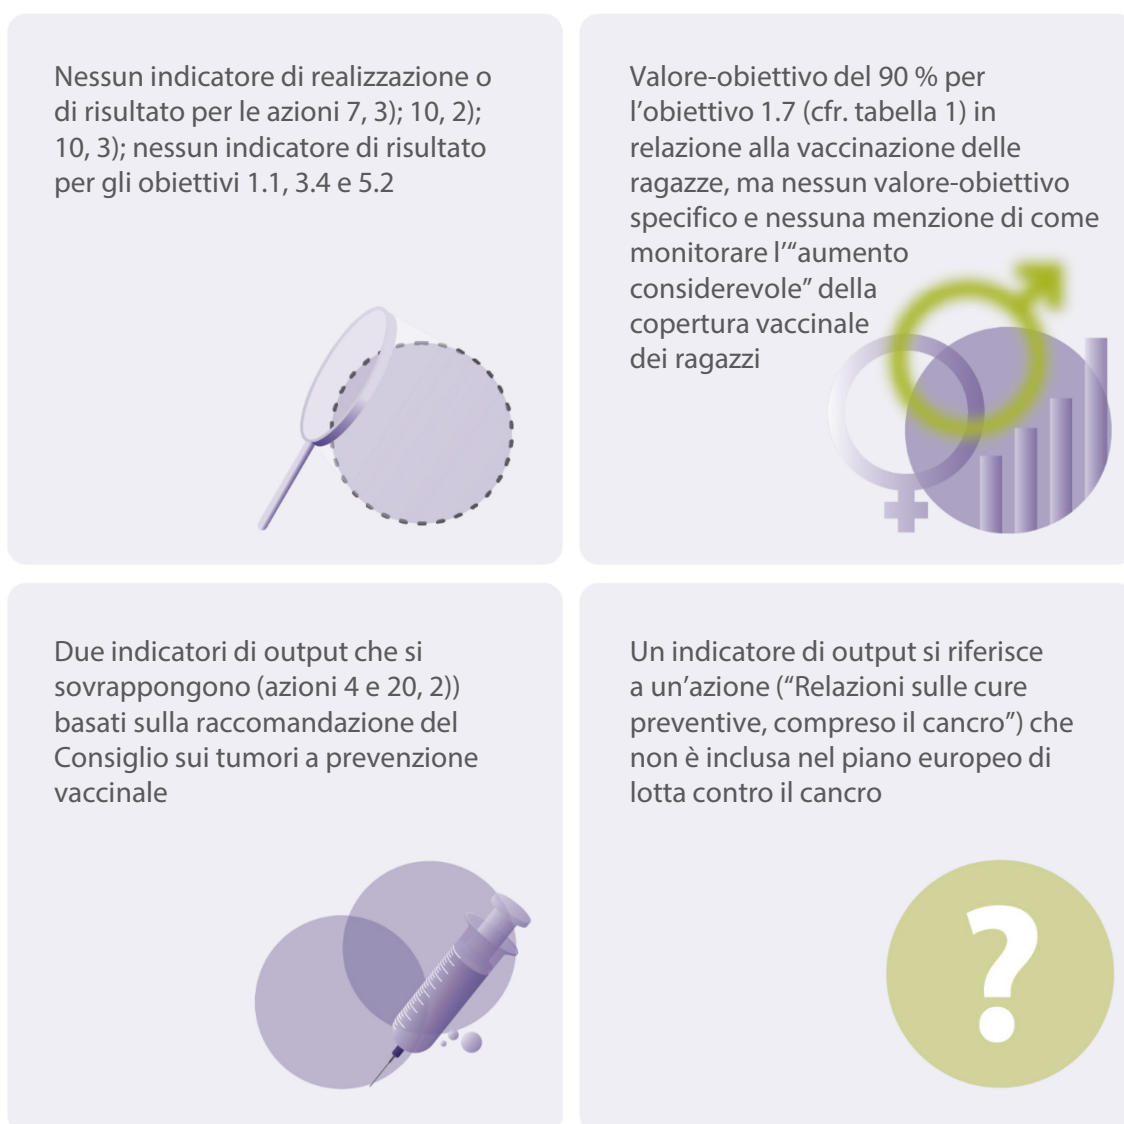 Nessun indicatore di realizzazione o
di risultato per le azioni 7, 3); 10, 2);
10, 3); nessun indicatore di risultato
per gli obiettivi 1.1, 3.4 e 5.2
Valore-obiettivo del 90 % per
l’obiettivo 1.7 (cfr. tabella 1) in
relazione alla vaccinazione delle
ragazze, ma nessun valore-obiettivo
specifico e nessuna menzione di come
monitorare l’“aumento
considerevole” della
copertura vaccinale
dei ragazzi
Due indicatori di output che si
sovrappongono (azioni 4 e 20, 2))
basati sulla raccomandazione del
Consiglio sui tumori a prevenzione
vaccinale
Un indicatore di output si riferisce
a un’azione (“Relazioni sulle cure
preventive, compreso il cancro”) che
non è inclusa nel piano europeo di
lotta contro il cancro
?